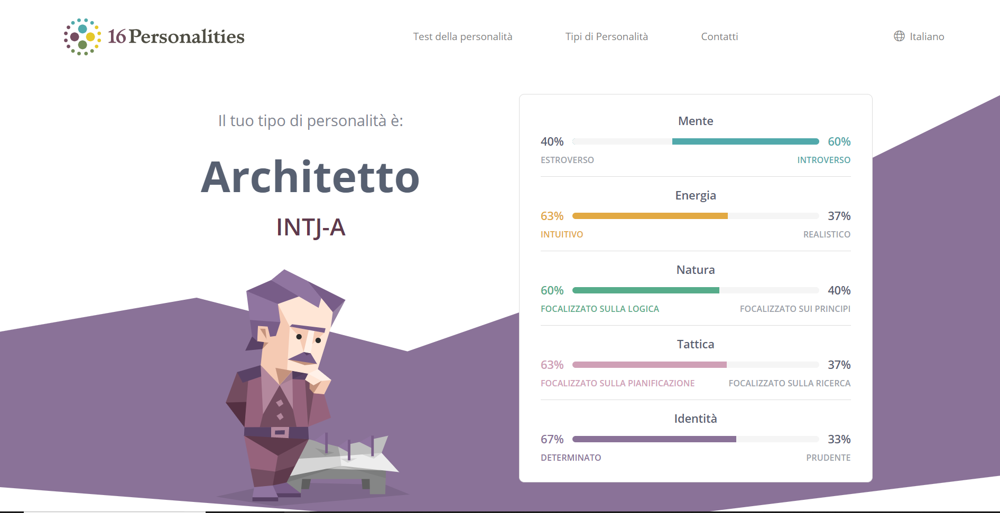 16 Personalities
Test della personalità
Tipi di Personalità
Contatti
Italiano
Il tuo tipo di personalità è:
Architetto
INTJ-A
Mente
40% 60%
ESTROVERSO INTROVERSO
Energia
63% 37%
INTUITIVO REALISTICO
Natura
60% 40%
FOCALIZZATO SULLA LOGICA FOCALIZZATO SUI PRINCIPI
Tattica
63% 37%
FOCALIZZATO SULLA PIANIFICAZIONE FOCALIZZATO SULLA RICERCA
Identità
67% 33%
DETERMINATO PRUDENTE